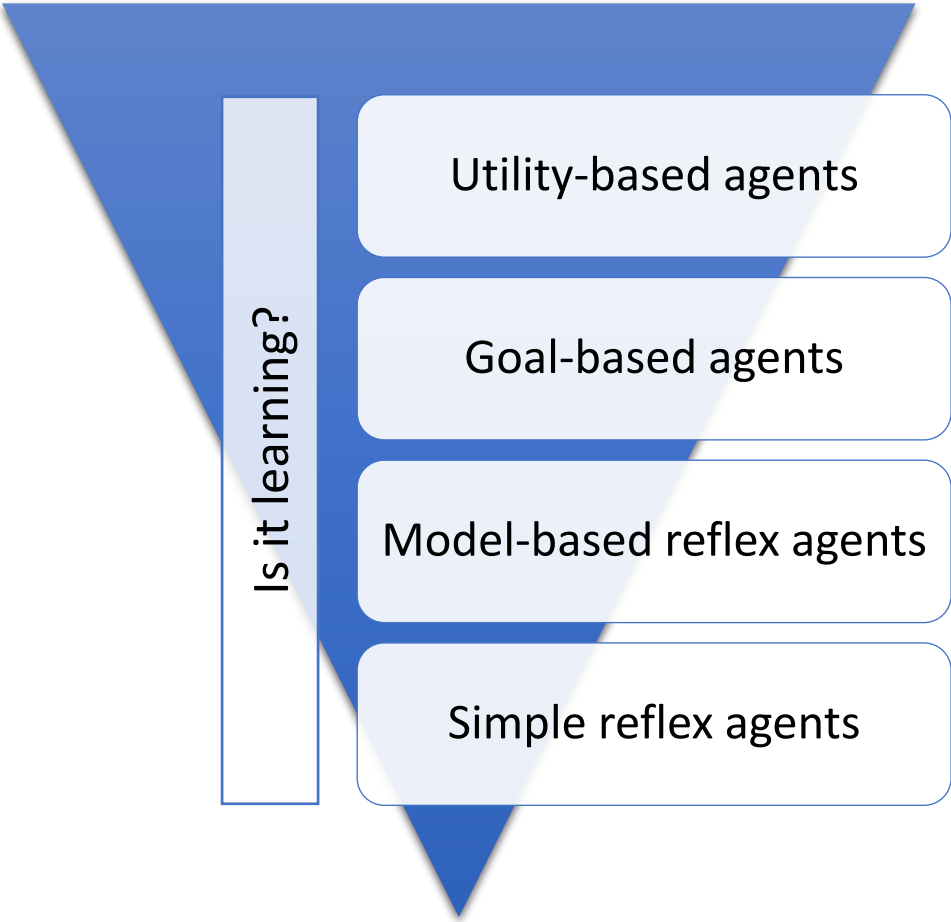 Is it learning?
Utility-based agents
Goal-based agents
Model-based reflex agents
Simple reflex agents